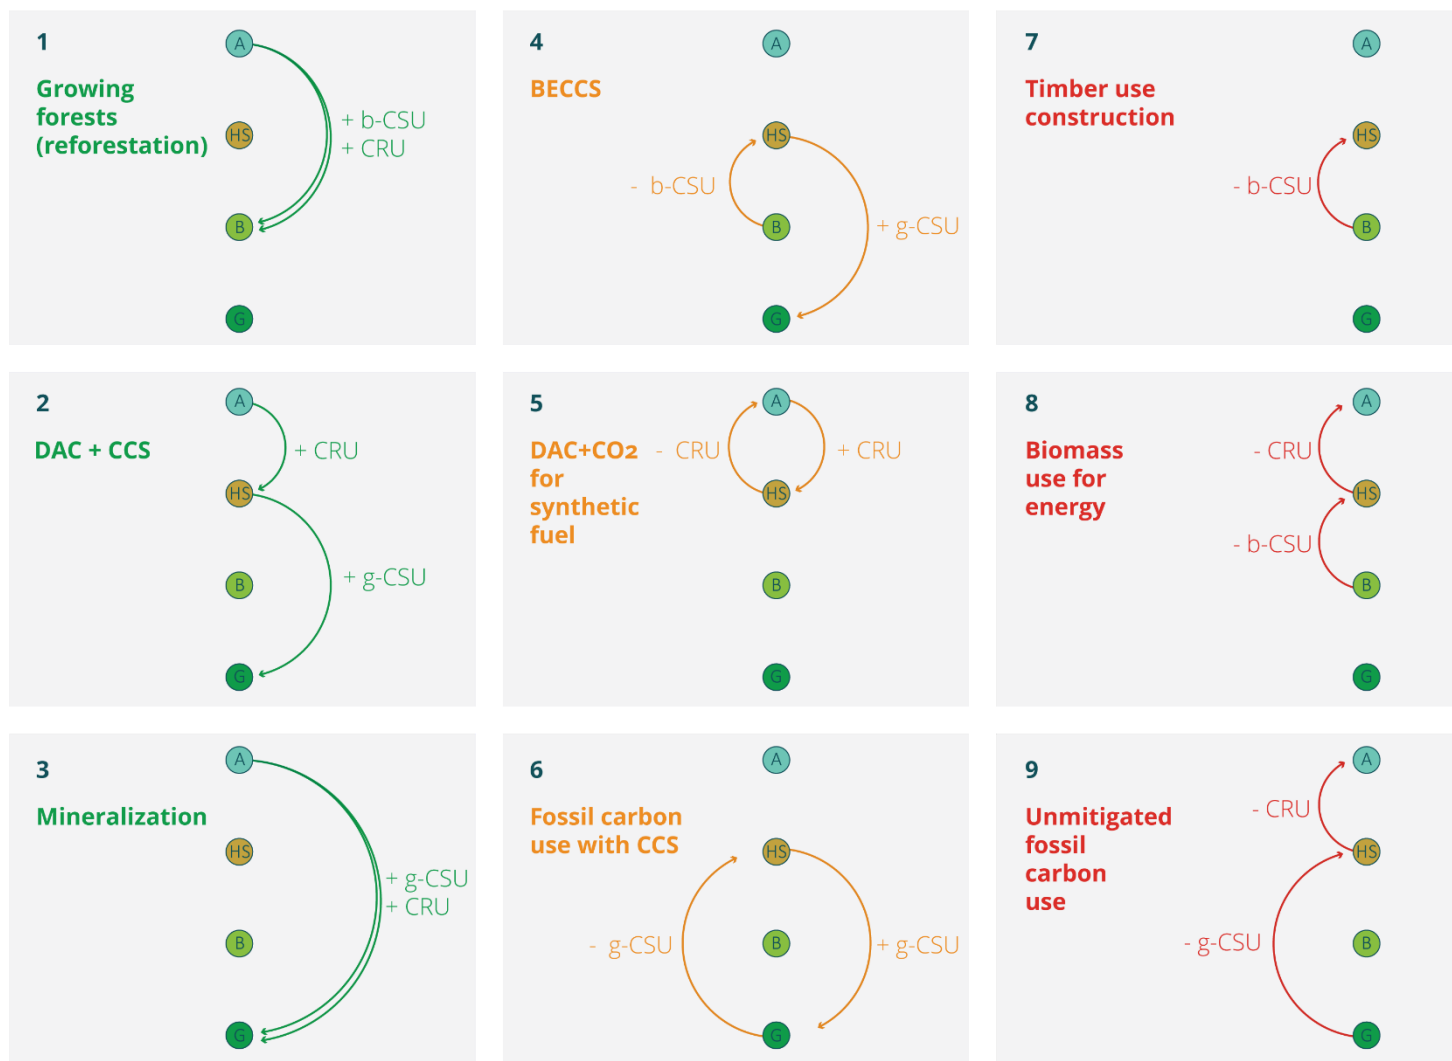 1
Growing
forests
(reforestation)
A
HS
B
G
+ b-CSU
+ CRU
4
BECCS
A
HS
B
G
- b-CSU
+ g-CSU
7
Timber use
construction
A
HS
B
G
- b-CSU
2
DAC + CCS
A
HS
B
G
+ CRU
+ g-CSU
5
DAC+CO2
for
synthetic
fuel
A
HS
B
G
- CRU
+ CRU
8
Biomass
use for
energy
A
HS
B
G
- CRU
- b-CSU
3
Mineralization
A
HS
B
G
+ g-CSU
+ CRU
6
Fossil carbon
use with CCS
A
HS
B
G
- g-CSU
+ g-CSU
9
Unmitigated
fossil
carbon
use
A
HS
B
G
- CRU
- g-CSU